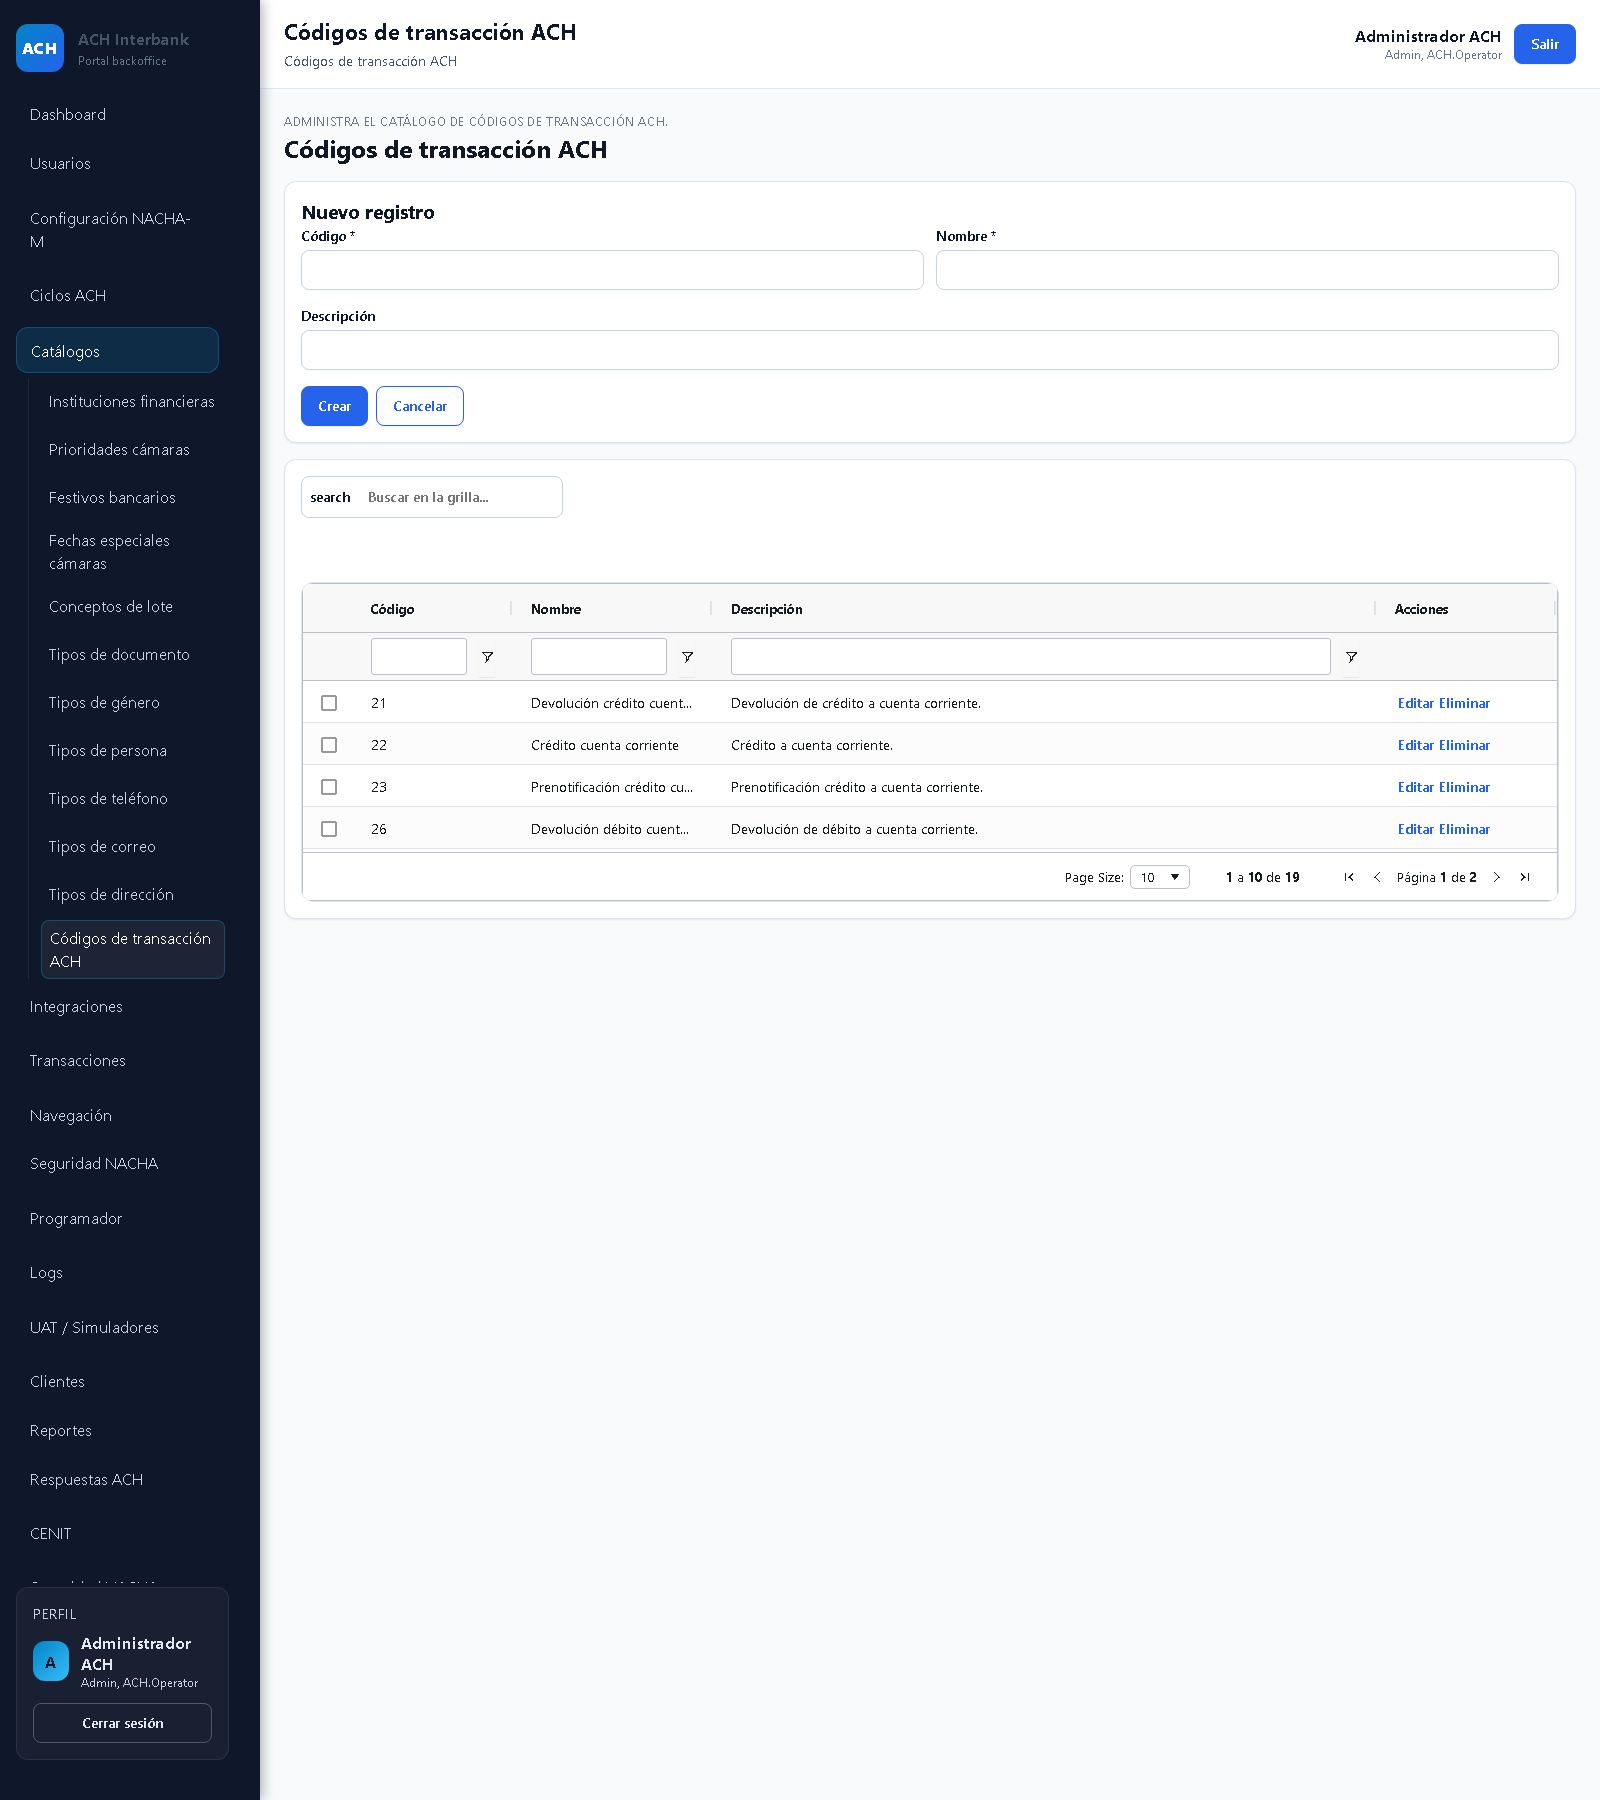 ACH
ACH Interbank
Portal backoffice
Dashboard
Usuarios
Configuración NACHA-
M
Ciclos ACH
Catálogos
Instituciones financieras
Prioridades cámaras
Festivos bancarios
Fechas especiales
cámaras
Conceptos de lote
Tipos de documento
Tipos de género
Tipos de persona
Tipos de teléfono
Tipos de correo
Tipos de dirección
Códigos de transacción
ACH
Integraciones
Transacciones
Navegación
Seguridad NACHA
Programador
Logs
UAT / Simuladores
Clientes
Reportes
Respuestas ACH
CENIT
PERFIL
A
Administrador
ACH
Admin, ACH.Operator
Cerrar sesión
Códigos de transacción ACH
Códigos de transacción ACH
Administrador ACH
Admin, ACH.Operator
Salir
ADMINISTRA EL CATÁLOGO DE CÓDIGOS DE TRANSACCIÓN ACH.
Códigos de transacción ACH
Nuevo registro
Código * Nombre *
Descripción
Crear Cancelar
search Buscar en la grilla...
Código Nombre Descripción Acciones
21 Devolución crédito cuent... Devolución de crédito a cuenta corriente. Editar Eliminar
22 Crédito cuenta corriente Crédito a cuenta corriente. Editar Eliminar
23 Prenotificación crédito cu... Prenotificación crédito a cuenta corriente. Editar Eliminar
26 Devolución débito cuent... Devolución de débito a cuenta corriente. Editar Eliminar
Page Size: 10 1 a 10 de 19 Página 1 de 2